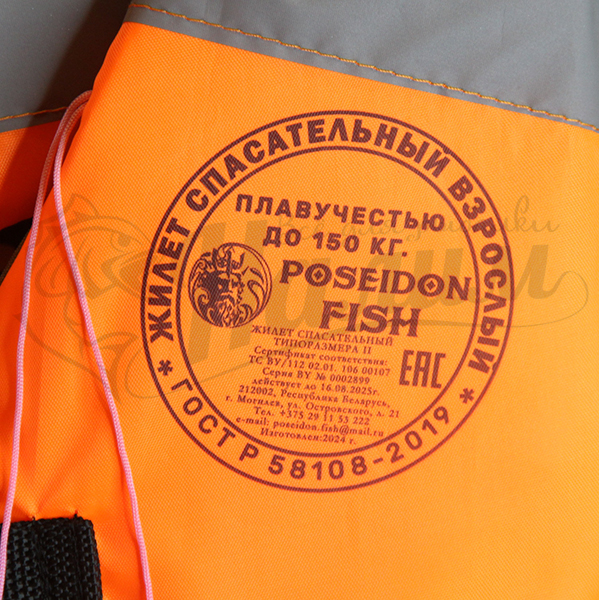 * ЖИЛЕТ СПАСАТЕЛЬНЫЙ ВЗРОСЛЫЙ *
ПЛАВУЧЕСТЬЮ
ДО 150 КГ.
POSEIDON
FISH
ЖИЛЕТ СПАСАТЕЛЬНЫЙ
ТИПОРАЗМЕРА II
Сертификат соответствия:
ТС BY/112 02.01. 106 00107
Серия BY № 0002899
действует до 16.08.2025г.
212002, Республика Беларусь,
г. Могилев, ул. Островского, д. 21
Тел. +375 29 11 53 222
e-mail: poseidon.fish@mail.ru
Изготовлен:2024 г.
EAC
ГОСТ Р 58108-2019
Налим